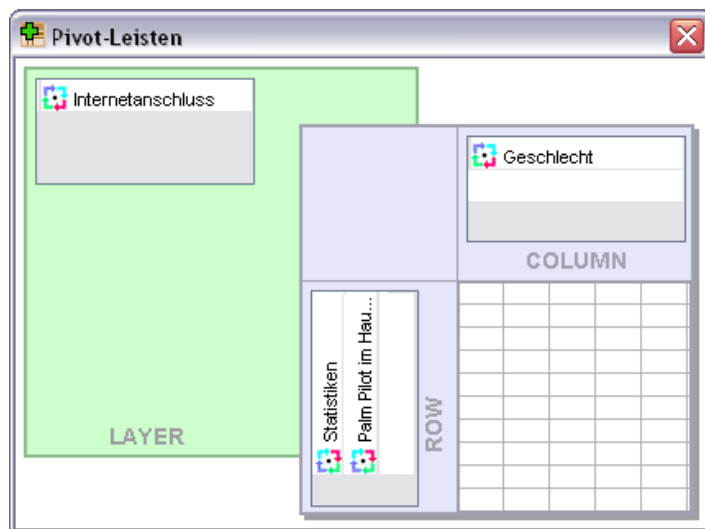 Pivot-Leisten
Internetanschluss
Geschlecht
COLUMN
Statistiken
Palm Pilot im Hau...
ROW
LAYER